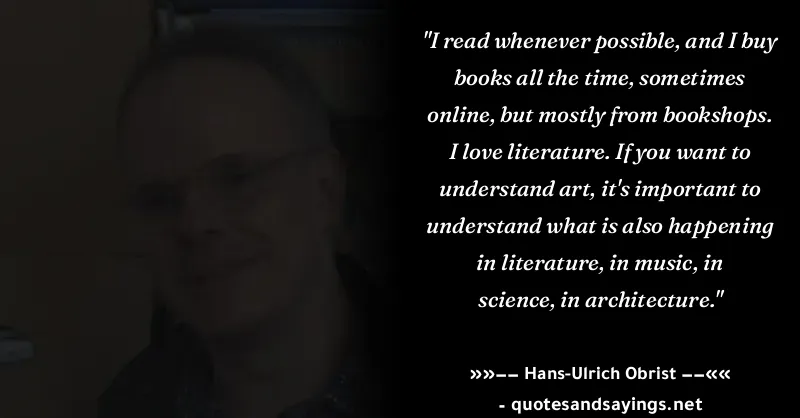 "I read whenever possible, and I buy
books all the time, sometimes
online, but mostly from bookshops.
I love literature. If you want to
understand art, it's important to
understand what is also happening
in literature, in music, in
science, in architecture."
»»–– Hans-Ulrich Obrist ––««
- quotesandsayings.net